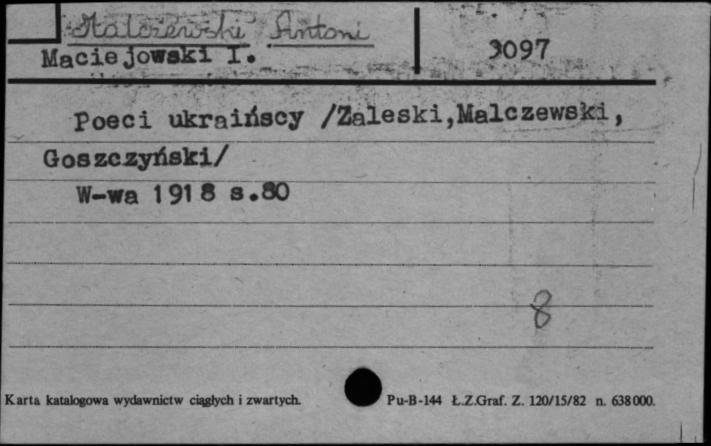 Malczewski Antoni
Maciejowski I. 3097
Poeci ukraińscy /Zaleski,Malczewski,
Goszczyński/
W-wa 1918 s.80
8
Karta katalogowa wydawnictw ciągłych i zwartych. Pu-B-144 Ł.Z.Graf. Z. 120/15/82 n. 638000.